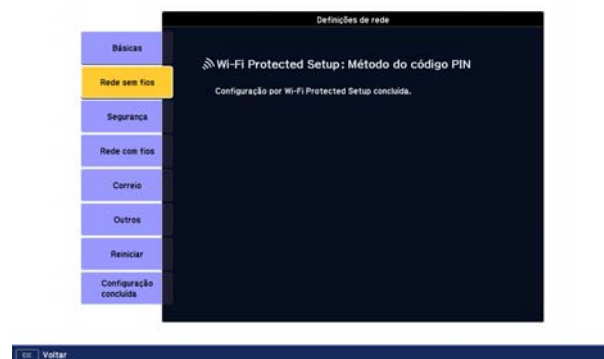 Definições de rede
Básicas
Rede sem fios
Segurança
Rede com fios
Correio
Outros
Reiniciar
Configuração
concluída
Wi-Fi Protected Setup: Método do código PIN
Configuração por Wi-Fi Protected Setup concluída.
Esc Voltar